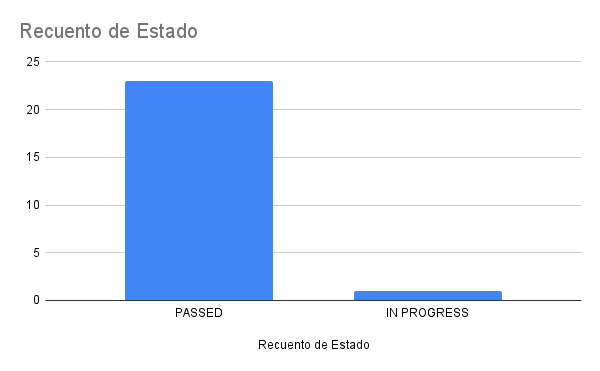 Recuento de Estado
25
20
15
10
5
0
PASSED
IN PROGRESS
Recuento de Estado